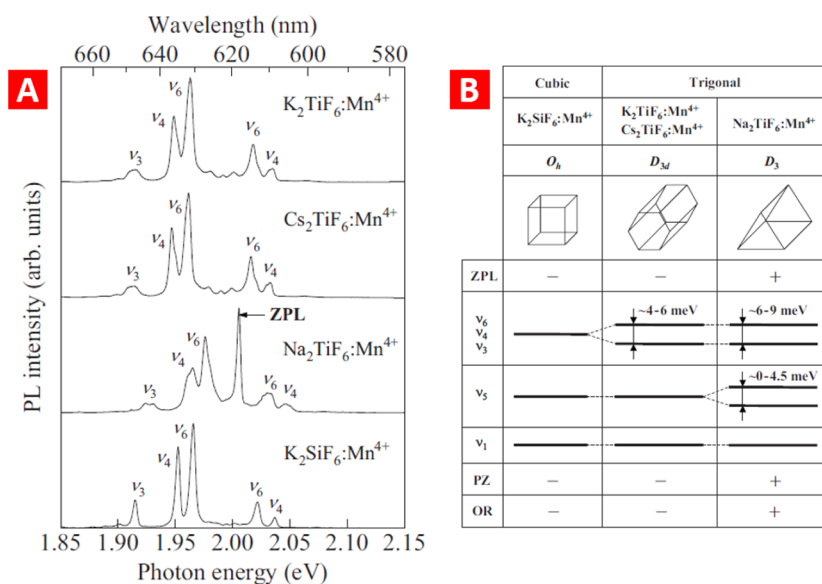 A
Wavelength (nm)
660 640 620 600 580
ν6
K2TiF6:Mn4+
ν4
ν6
ν3
ν4
ν6
Cs2TiF6:Mn4+
ν4
ν6
ν3
ν4
ZPL
ν6
Na2TiF6:Mn4+
ν4
ν3
ν6
ν4
ν6
K2SiF6:Mn4+
ν4
ν3
ν6
ν4
PL intensity (arb. units)
1.85 1.90 1.95 2.00 2.05 2.10 2.15
Photon energy (eV)
B
Cubic Trigonal
K2SiF6:Mn4+ K2TiF6:Mn4+ Na2TiF6:Mn4+
Cs2TiF6:Mn4+
Oh D3d D3
ZPL − − +
ν6 ~4-6 meV ~6-9 meV
ν4
ν3
~0-4.5 meV
ν5
ν1
PZ − − +
OR − − +